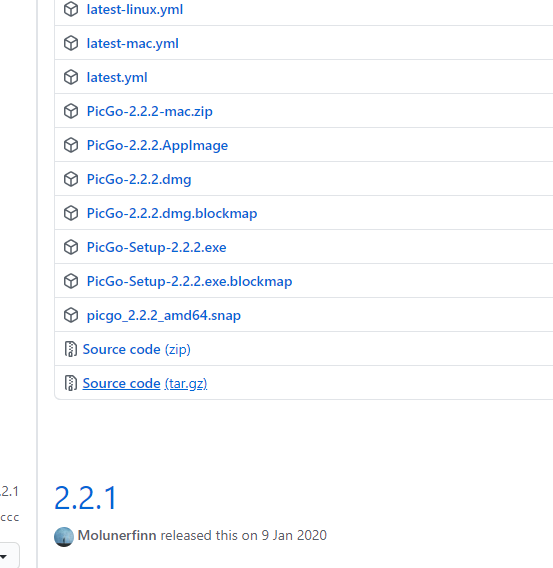 latest-linux.yml
latest-mac.yml
latest.yml
PicGo-2.2.2-mac.zip
PicGo-2.2.2.AppImage
PicGo-2.2.2.dmg
PicGo-2.2.2.dmg.blockmap
PicGo-Setup-2.2.2.exe
PicGo-Setup-2.2.2.exe.blockmap
picgo_2.2.2_amd64.snap
Source code (zip)
Source code (tar.gz)
.2.1
2.2.1
ccc
Molunerfinn released this on 9 Jan 2020